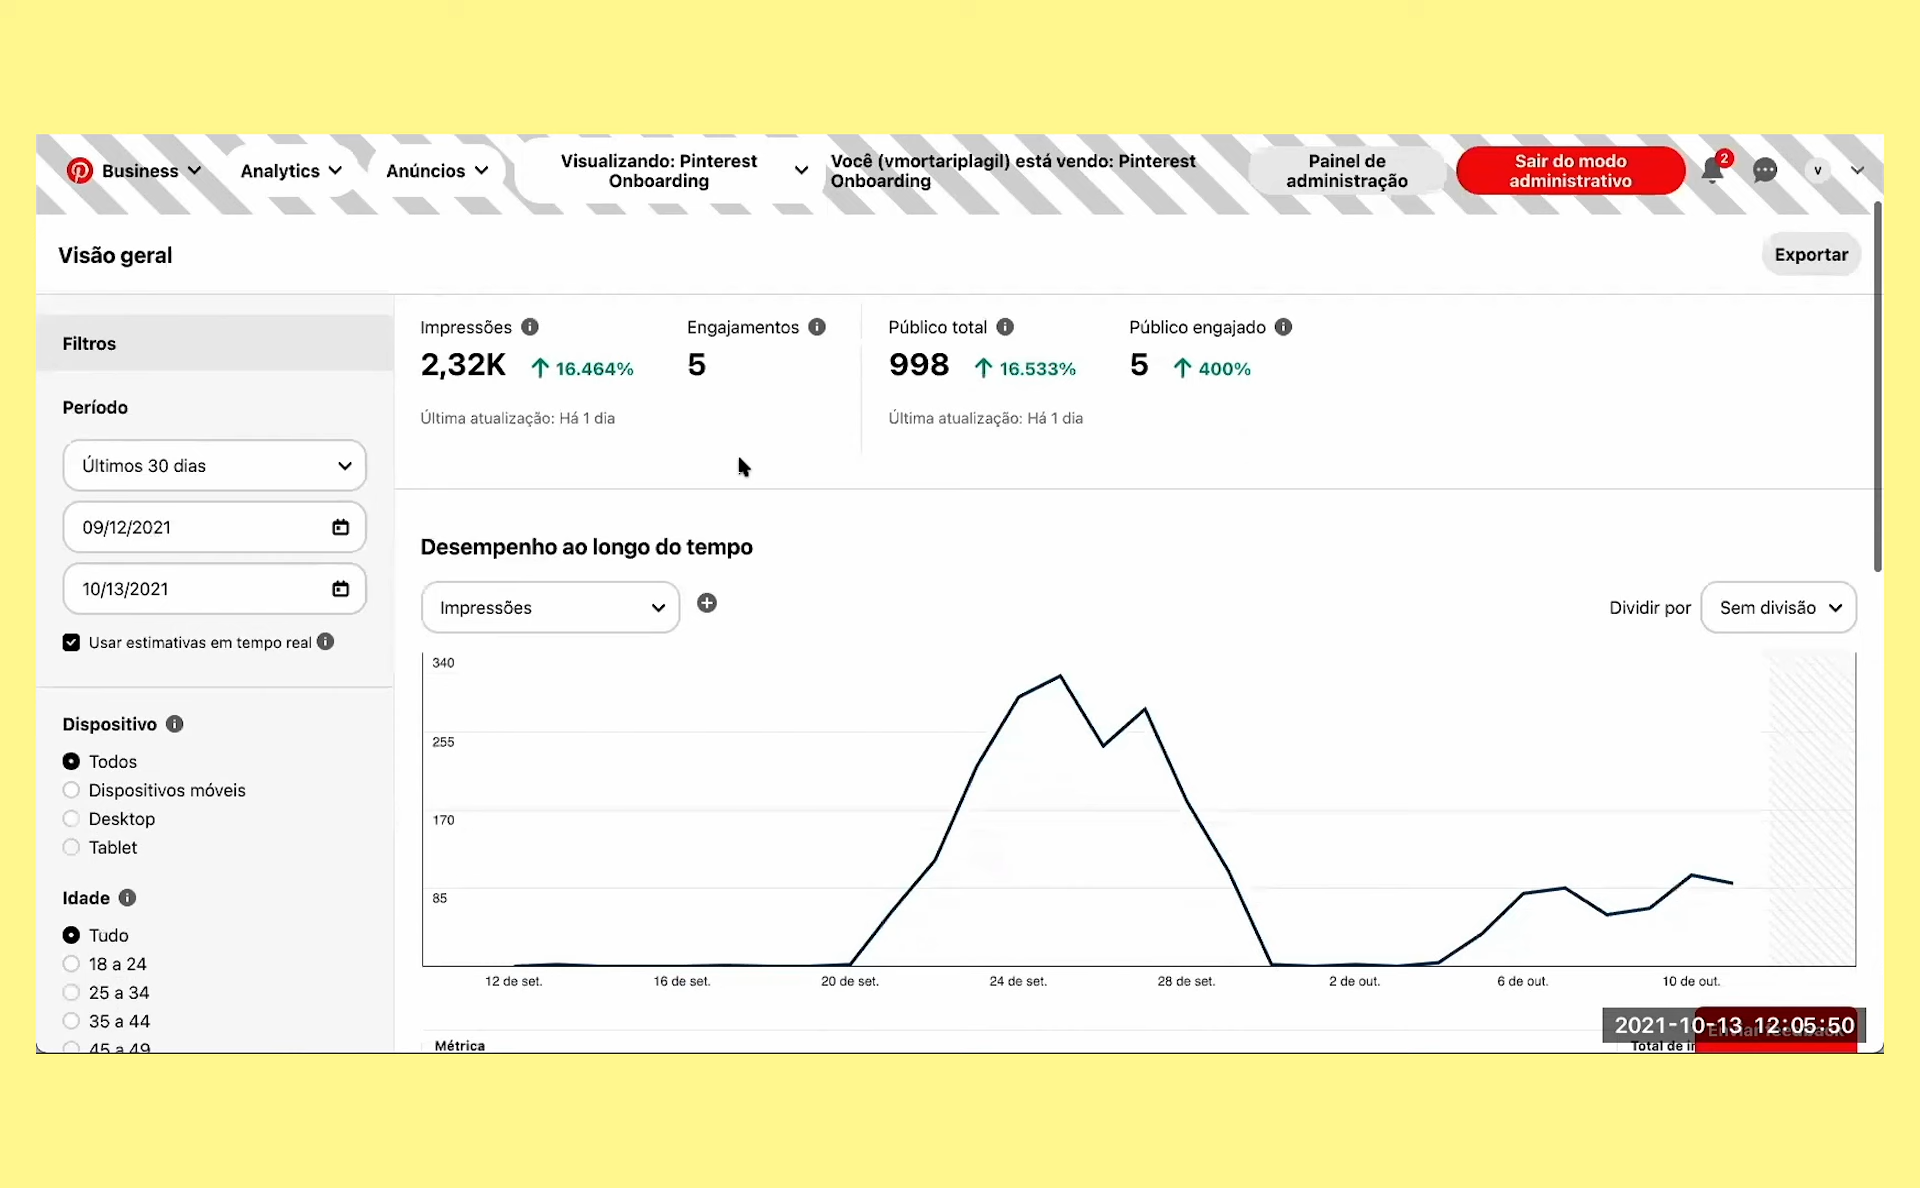 Business
Analytics
Anúncios
Visualizando: Pinterest
Onboarding
Você (vmortariplagil) está vendo: Pinterest
Onboarding
Painel de
administração
Sair do modo
administrativo
2
v
Visão geral
Exportar
Filtros
Período
Últimos 30 dias
09/12/2021
10/13/2021
Usar estimativas em tempo real
Dispositivo
Todos
Dispositivos móveis
Desktop
Tablet
Idade
Tudo
18 a 24
25 a 34
35 a 44
45 a 49
Impressões
2,32K 16.464%
Última atualização: Há 1 dia
Engajamentos
5
Público total
998 16.533%
Última atualização: Há 1 dia
Público engajado
5 400%
Desempenho ao longo do tempo
Impressões
Dividir por
Sem divisão
340
255
170
85
12 de set. 16 de set. 20 de set. 24 de set. 28 de set. 2 de out. 6 de out. 10 de out.
2021-10-13 12:05:50
Enviar feedback
Métrica
Total de